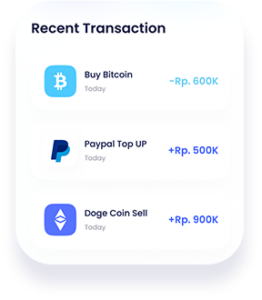 Recent Transaction
Buy Bitcoin
-Rp. 600K
Today
Paypal Top UP
+Rp. 500K
Today
Doge Coin Sell
+Rp. 900K
Today